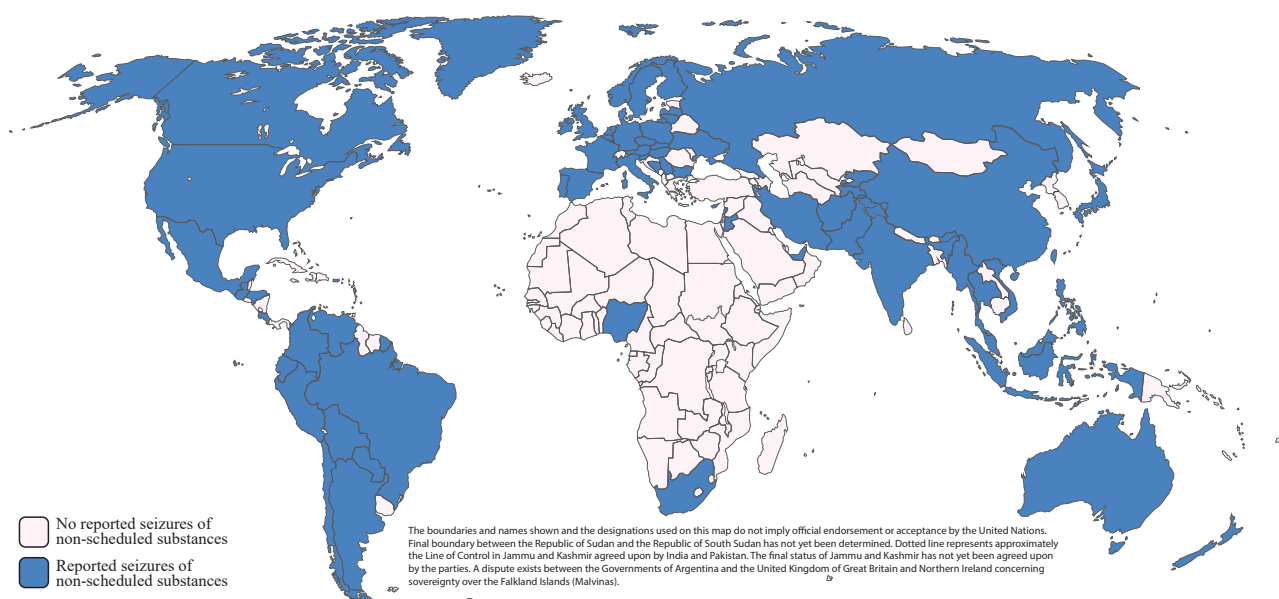 No reported seizures of
non-scheduled substances
Reported seizures of
non-scheduled substances
The boundaries and names shown and the designations used on this map do not imply official endorsement or acceptance by the United Nations.
Final boundary between the Republic of Sudan and the Republic of South Sudan has not yet been determined. Dotted line represents approximately
the Line of Control in Jammu and Kashmir agreed upon by India and Pakistan. The final status of Jammu and Kashmir has not yet been agreed upon
by the parties. A dispute exists between the Governments of Argentina and the United Kingdom of Great Britain and Northern Ireland concerning
sovereignty over the Falkland Islands (Malvinas).